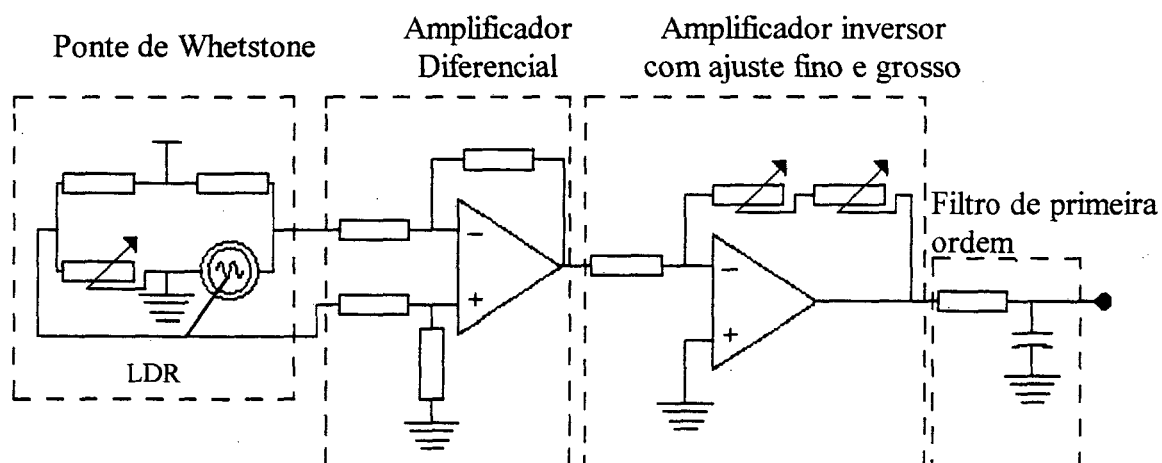 Ponte de Whetstone
Amplificador
Diferencial
Amplificador inversor
com ajuste fino e grosso
Filtro de primeira
ordem
LDR
−
+
−
+